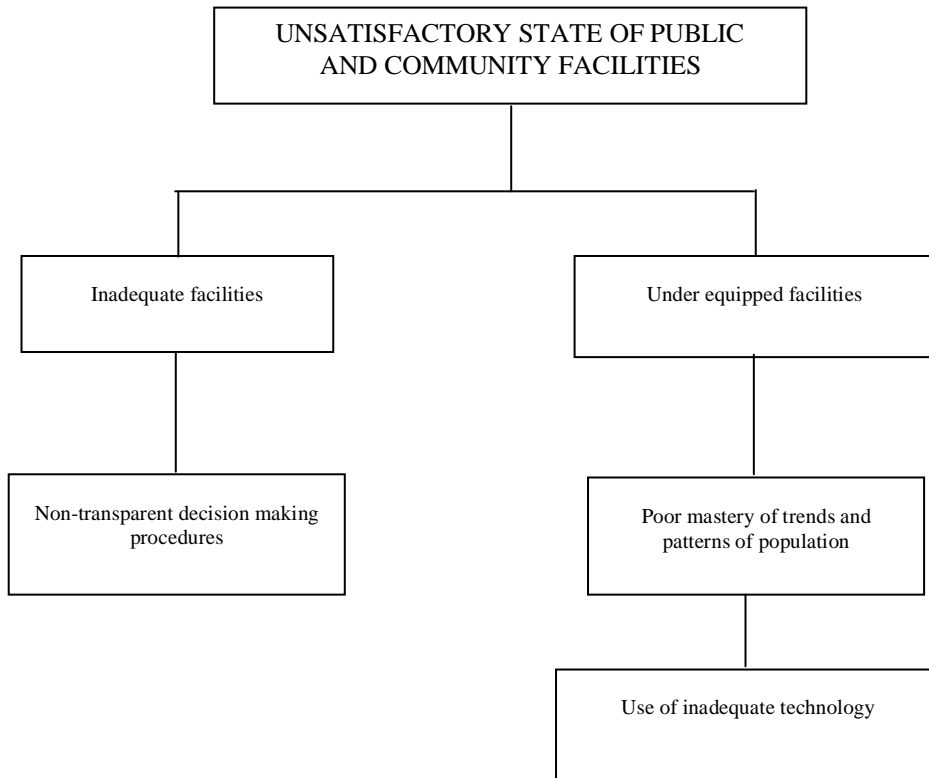 UNSATISFACTORY STATE OF PUBLIC
AND COMMUNITY FACILITIES
Inadequate facilities
Under equipped facilities
Non-transparent decision making
procedures
Poor mastery of trends and
patterns of population
Use of inadequate technology